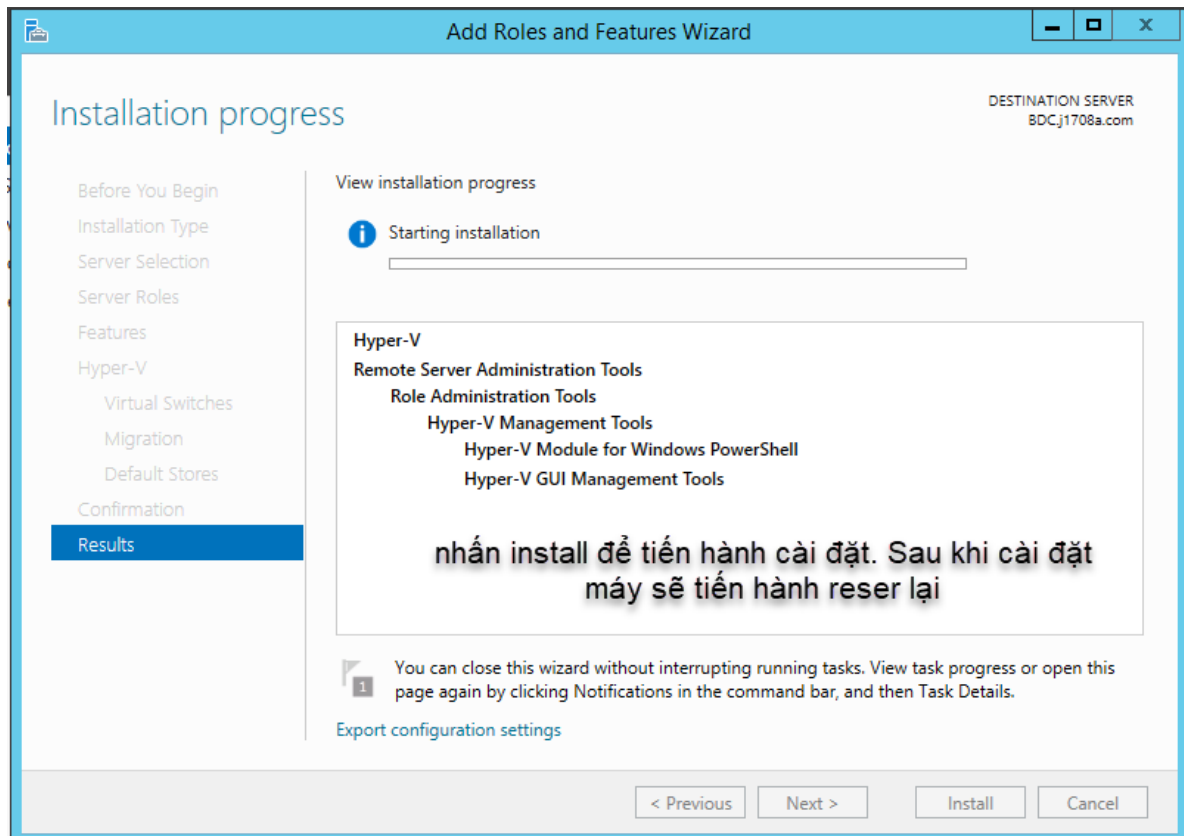 Add Roles and Features Wizard
Installation progress
DESTINATION SERVER
BDC.j1708a.com
Before You Begin
Installation Type
Server Selection
Server Roles
Features
Hyper-V
Virtual Switches
Migration
Default Stores
Confirmation
Results
View installation progress
Starting installation
Hyper-V
Remote Server Administration Tools
Role Administration Tools
Hyper-V Management Tools
Hyper-V Module for Windows PowerShell
Hyper-V GUI Management Tools
nhấn install để tiến hành cài đặt. Sau khi cài đặt
máy sẽ tiến hành reser lại
1
You can close this wizard without interrupting running tasks. View task progress or open this
page again by clicking Notifications in the command bar, and then Task Details.
Export configuration settings
< Previous
Next >
Install
Cancel